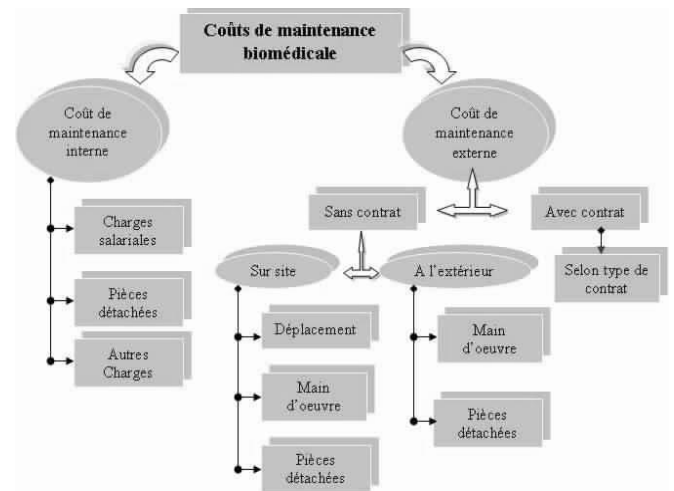 Coûts de maintenance
biomédicale
Coût de
maintenance
interne
Coût de
maintenance
externe
Charges
salariales
Pièces
détachées
Autres
Charges
Sans contrat
Avec contrat
Sur site
A l'extérieur
Selon type de
contrat
Déplacement
Main
d'oeuvre
Pièces
détachées
Main
d'oeuvre
Pièces
détachées